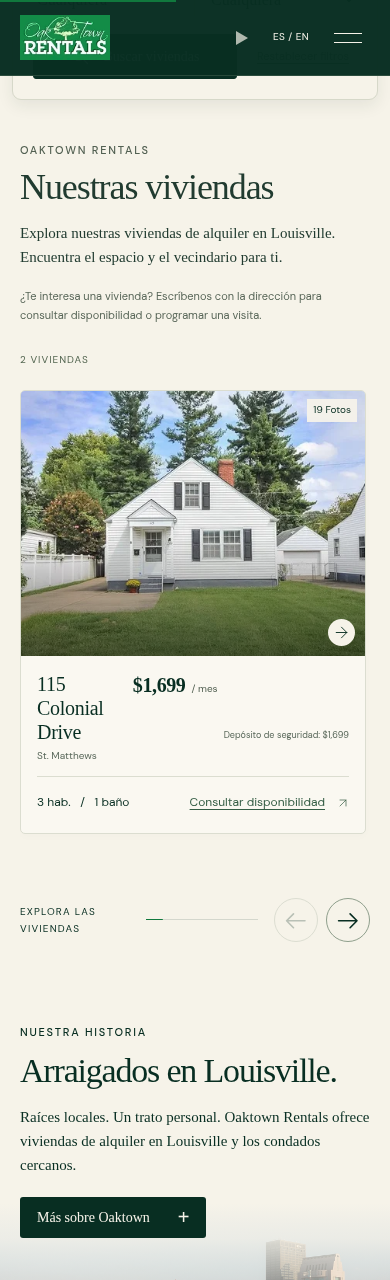 Oak Town
RENTALS
ES / EN
OAKTOWN RENTALS
Nuestras viviendas
Explora nuestras viviendas de alquiler en Louisville.
Encuentra el espacio y el vecindario para ti.
¿Te interesa una vivienda? Escríbenos con la dirección para
consultar disponibilidad o programar una visita.
2 VIVIENDAS
19 Fotos
115
Colonial
Drive
$1,699 / mes
Depósito de seguridad: $1,699
St. Matthews
3 hab. / 1 baño
Consultar disponibilidad
EXPLORA LAS
VIVIENDAS
NUESTRA HISTORIA
Arraigados en Louisville.
Raíces locales. Un trato personal. Oaktown Rentals ofrece
viviendas de alquiler en Louisville y los condados
cercanos.
Más sobre Oaktown +